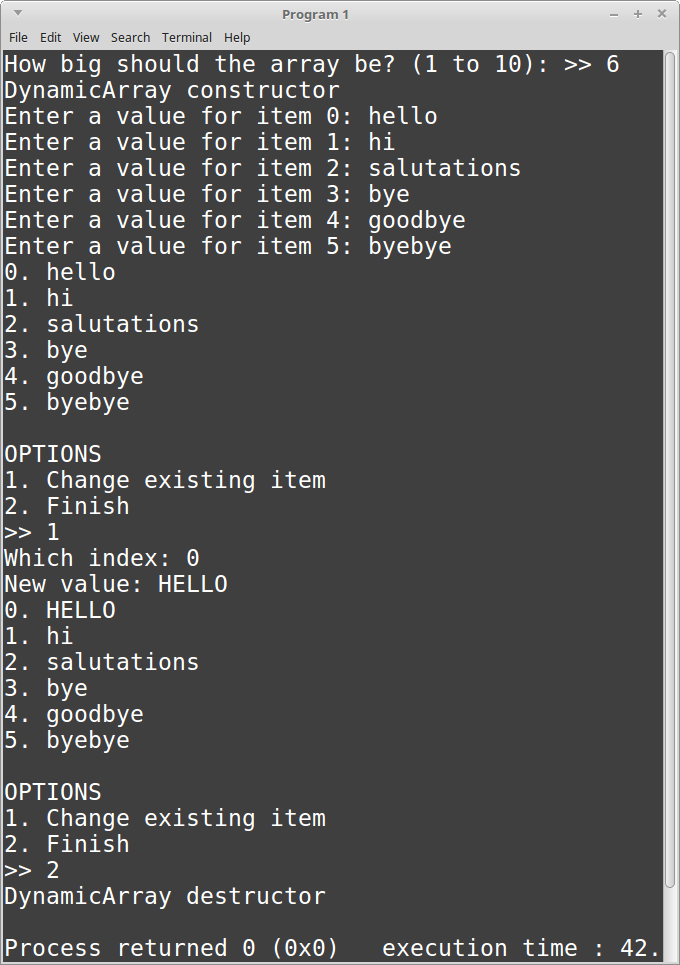 Program 1
File Edit View Search Terminal Help
How big should the array be? (1 to 10): >> 6
DynamicArray constructor
Enter a value for item 0: hello
Enter a value for item 1: hi
Enter a value for item 2: salutations
Enter a value for item 3: bye
Enter a value for item 4: goodbye
Enter a value for item 5: byebye
0. hello
1. hi
2. salutations
3. bye
4. goodbye
5. byebye
OPTIONS
1. Change existing item
2. Finish
>> 1
Which index: 0
New value: HELLO
0. HELLO
1. hi
2. salutations
3. bye
4. goodbye
5. byebye
OPTIONS
1. Change existing item
2. Finish
>> 2
DynamicArray destructor
Process returned 0 (0x0)   execution time : 42.